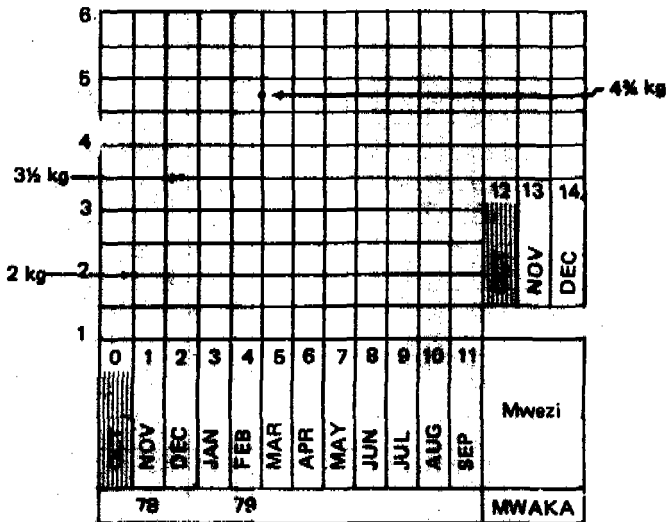 6
5
4¾ kg
4
3½ kg
12 13 14
3
2 kg 2
NOV DEC
1
0 1 2 3 4 5 6 7 8 9 10 11
NOV DEC JAN FEB MAR APR MAY JUN JUL AUG SEP
Mwezi
78 79 MWAKA